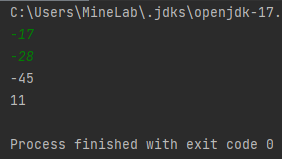 C:\Users\MineLab\.jdks\openjdk-17.
-17
-28
-45
11
Process finished with exit code 0